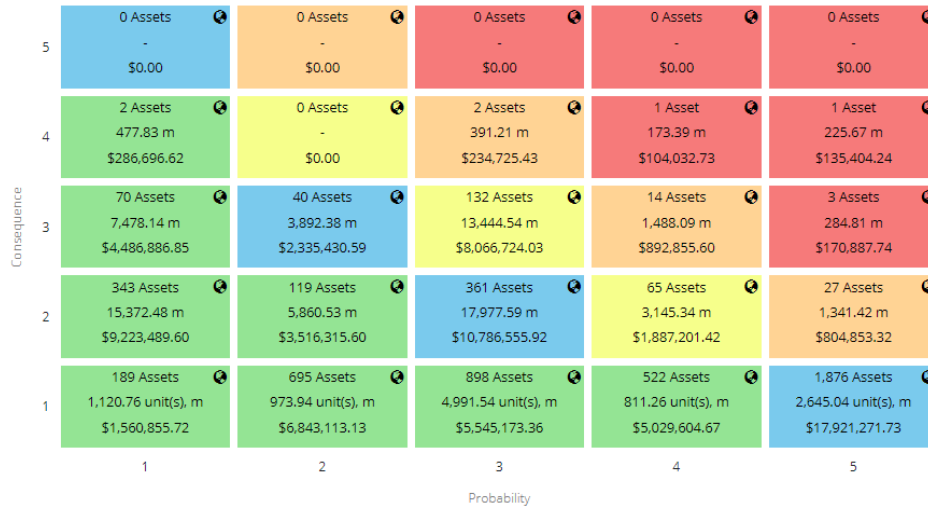 0 Assets
-
$0.00
0 Assets
-
$0.00
0 Assets
-
$0.00
0 Assets
-
$0.00
0 Assets
-
$0.00
5
2 Assets
477.83 m
$286,696.62
0 Assets
-
$0.00
2 Assets
391.21 m
$234,725.43
1 Asset
173.39 m
$104,032.73
1 Asset
225.67 m
$135,404.24
4
70 Assets
7,478.14 m
$4,486,886.85
40 Assets
3,892.38 m
$2,335,430.59
132 Assets
13,444.54 m
$8,066,724.03
14 Assets
1,488.09 m
$892,855.60
3 Assets
284.81 m
$170,887.74
3
Consequence
343 Assets
15,372.48 m
$9,223,489.60
119 Assets
5,860.53 m
$3,516,315.60
361 Assets
17,977.59 m
$10,786,555.92
65 Assets
3,145.34 m
$1,887,201.42
27 Assets
1,341.42 m
$804,853.32
2
189 Assets
1,120.76 unit(s), m
$1,560,855.72
695 Assets
973.94 unit(s), m
$6,843,113.13
898 Assets
4,991.54 unit(s), m
$5,545,173.36
522 Assets
811.26 unit(s), m
$5,029,604.67
1,876 Assets
2,645.04 unit(s), m
$17,921,271.73
1
1
2
3
4
5
Probability